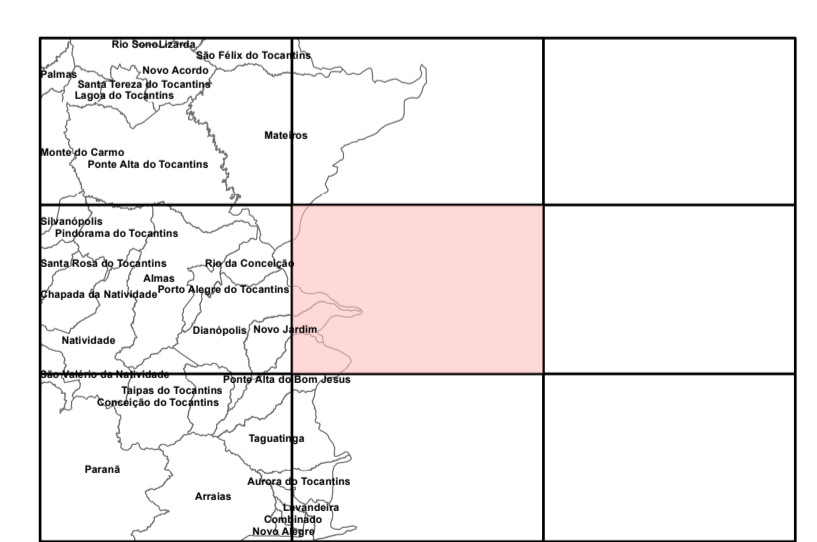 Rio SonoLizarda
São Félix do Tocantins
Palmas
Novo Acordo
Santa Tereza do Tocantins
Lagoa do Tocantins
Mateiros
Monte do Carmo
Ponte Alta do Tocantins
Silvanópolis
Pindorama do Tocantins
Santa Rosa do Tocantins
Rio da Conceição
Almas
Chapada da Natividade
Porto Alegre do Tocantins
Dianópolis
Novo Jardim
Natividade
São Valério da Natividade
Ponte Alta do Bom Jesus
Taipas do Tocantins
Conceição do Tocantins
Taguatinga
Paranã
Aurora do Tocantins
Arraias
Lavandeira
Combinado
Novo Alegre